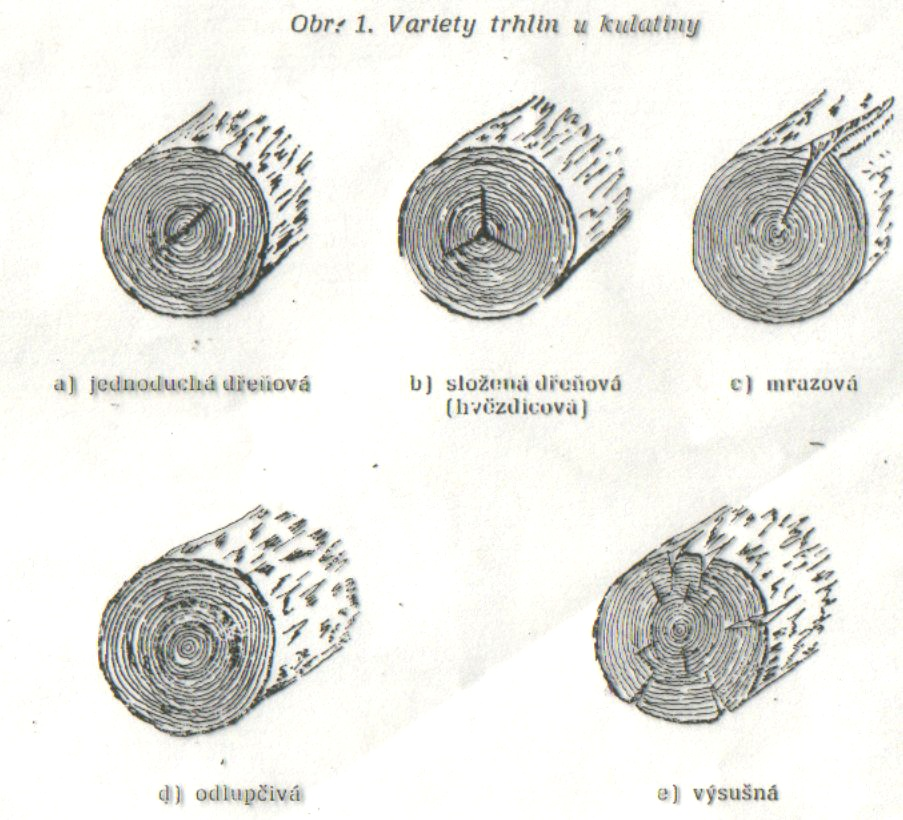 Obr. 1. Variety trhlin u kulatiny
a) jednoduchá dřeňová
b) složená dřeňová
(hvězdicová)
c) mrazová
d) odlupčivá
e) výsušná